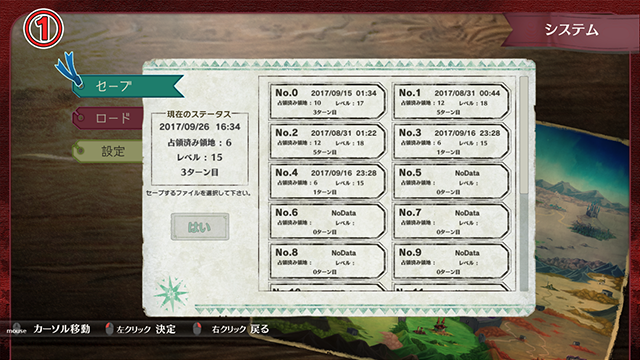 ①
システム
セーブ
ロード
設定
現在のステータス
2017/09/26 16:34
占領済み領地：6
レベル：15
3ターン目
セーブするファイルを選択して下さい。
はい
No.0 2017/09/15 01:34
占領済み領地：10 レベル：17
3ターン目
No.1 2017/08/31 00:44
占領済み領地：12 レベル：18
5ターン目
No.2 2017/08/31 01:22
占領済み領地：12 レベル：18
5ターン目
No.3 2017/09/16 23:28
占領済み領地：6 レベル：15
1ターン目
No.4 2017/09/16 23:28
占領済み領地：6 レベル：15
1ターン目
No.5 NoData
占領済み領地： レベル：
0ターン目
No.6 NoData
占領済み領地： レベル：
0ターン目
No.7 NoData
占領済み領地： レベル：
0ターン目
No.8 NoData
占領済み領地： レベル：
0ターン目
No.9 NoData
占領済み領地： レベル：
0ターン目
mouse カーソル移動 左クリック 決定 右クリック 戻る